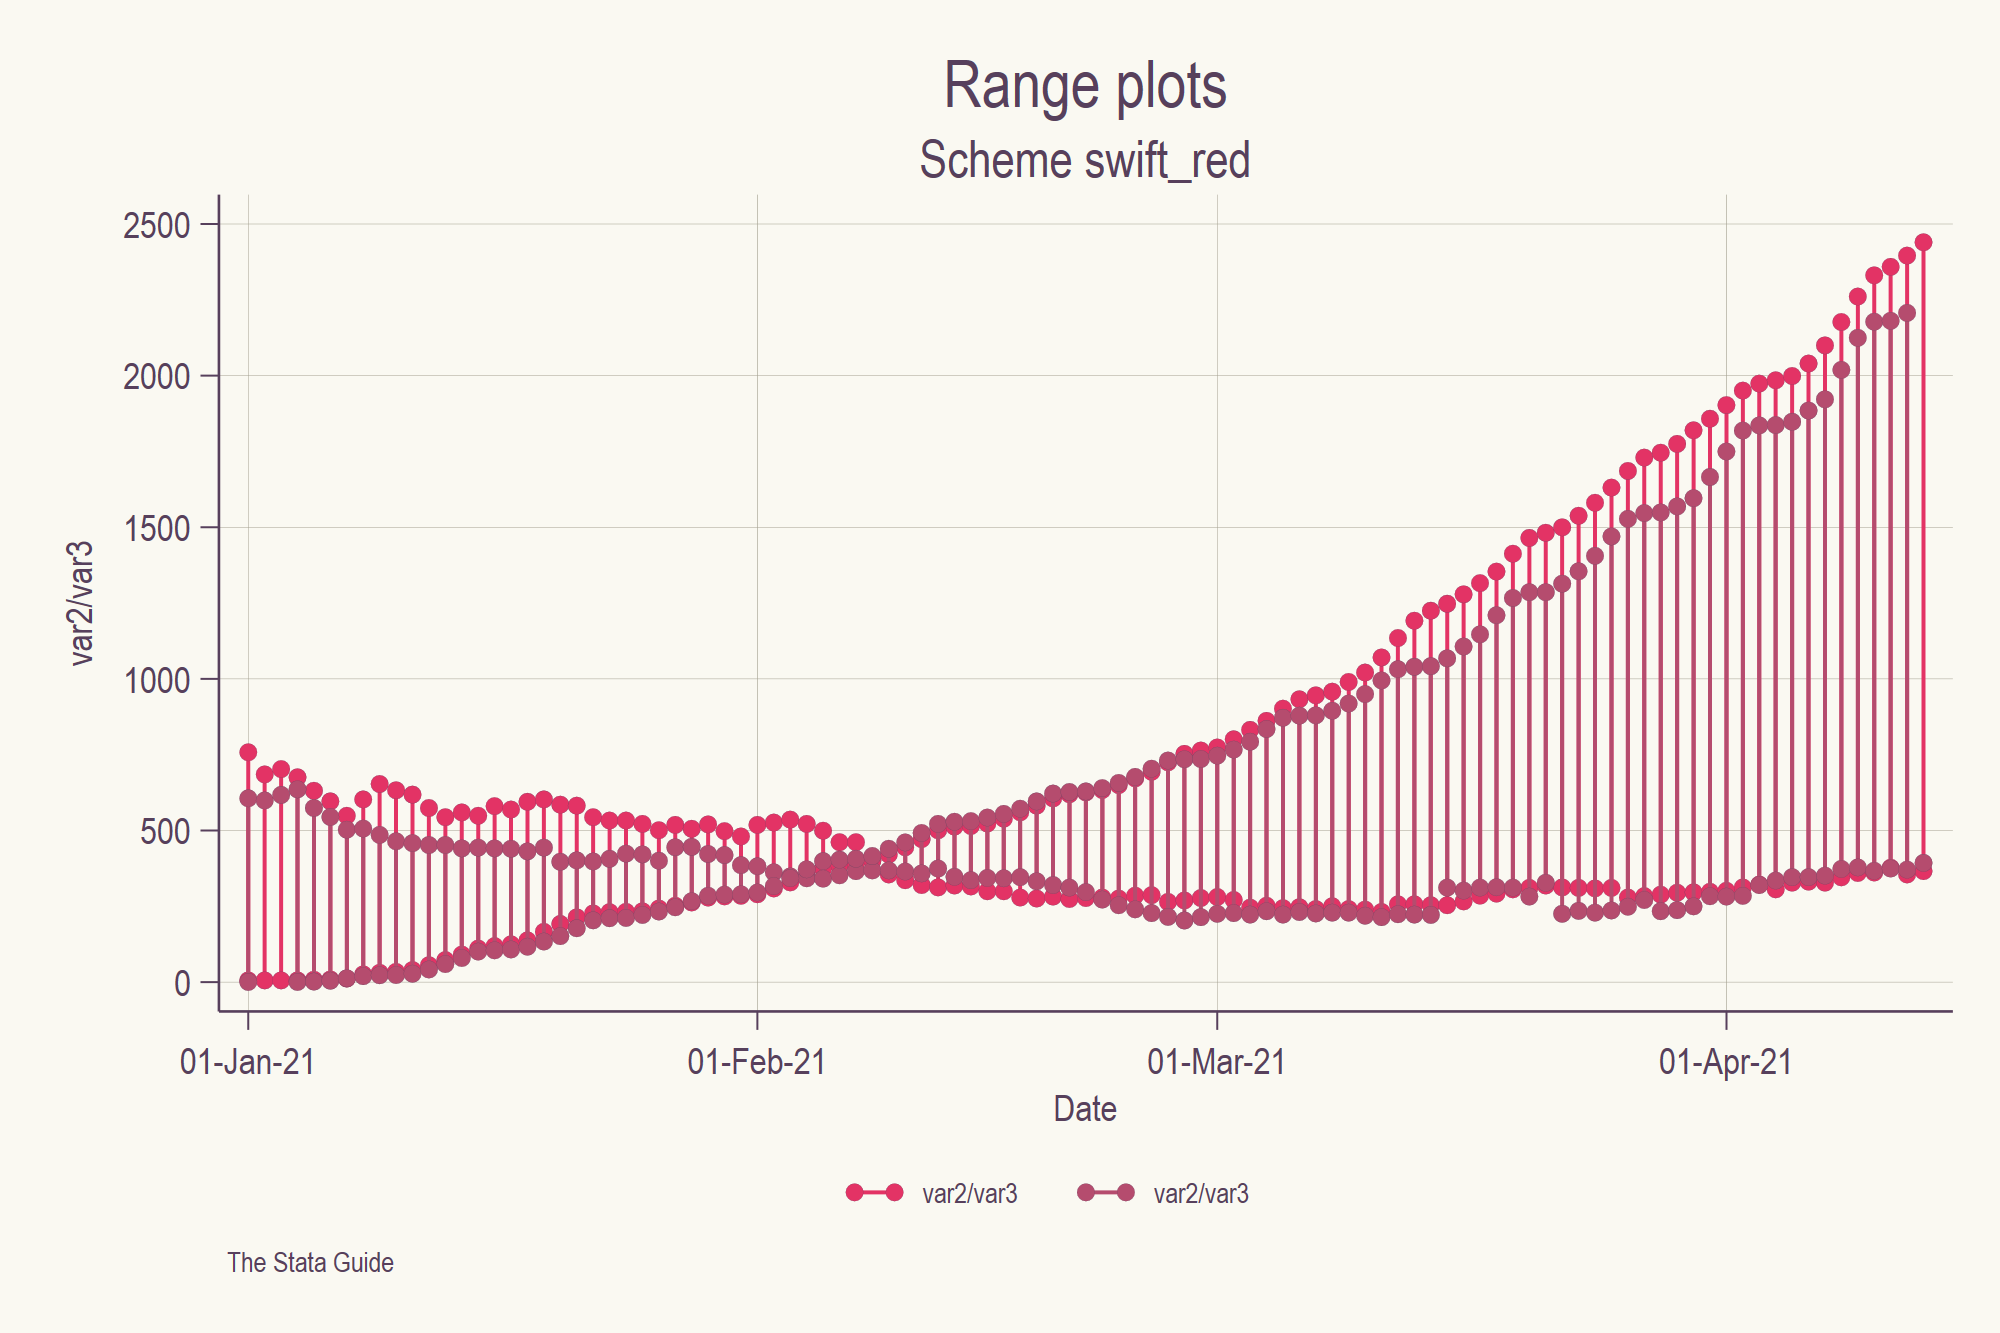 Range plots
Scheme swift_red
2500
2000
1500
1000
500
0
var2/var3
01-Jan-21
01-Feb-21
01-Mar-21
01-Apr-21
Date
var2/var3
var2/var3
The Stata Guide